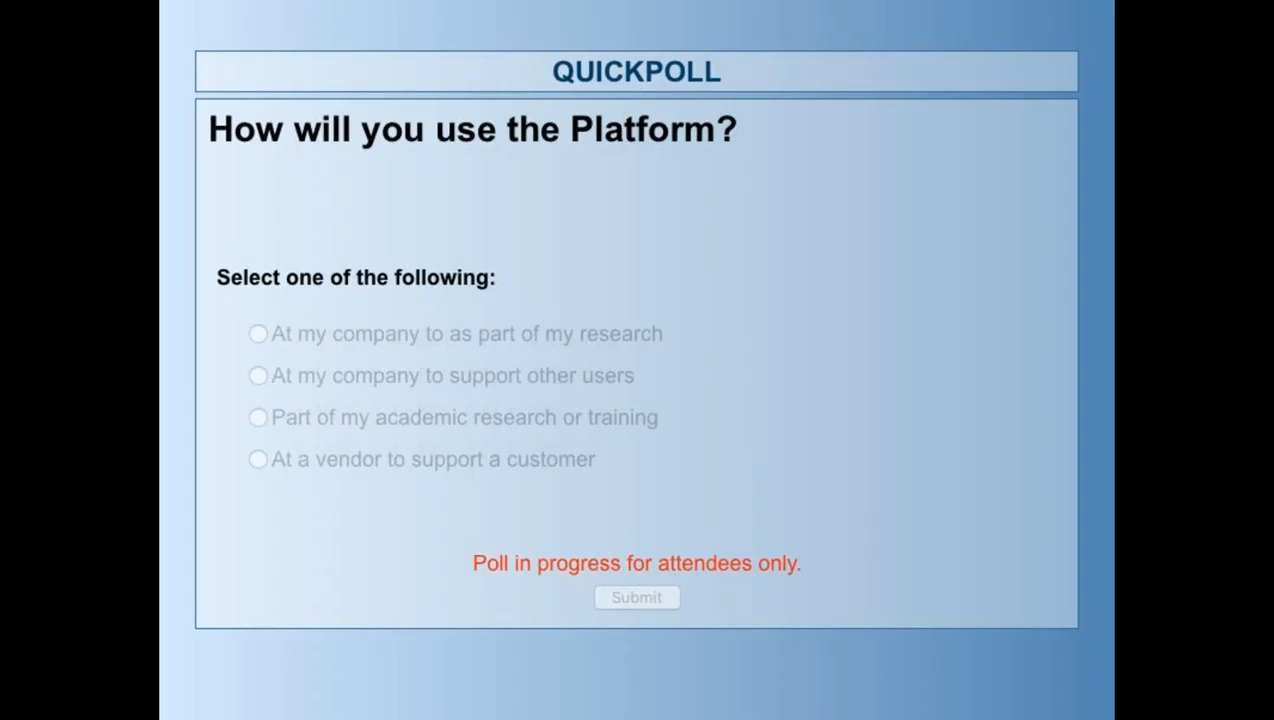 QUICKPOLL
How will you use the Platform?
Select one of the following:
At my company to as part of my research
At my company to support other users
Part of my academic research or training
At a vendor to support a customer
Poll in progress for attendees only.
Submit